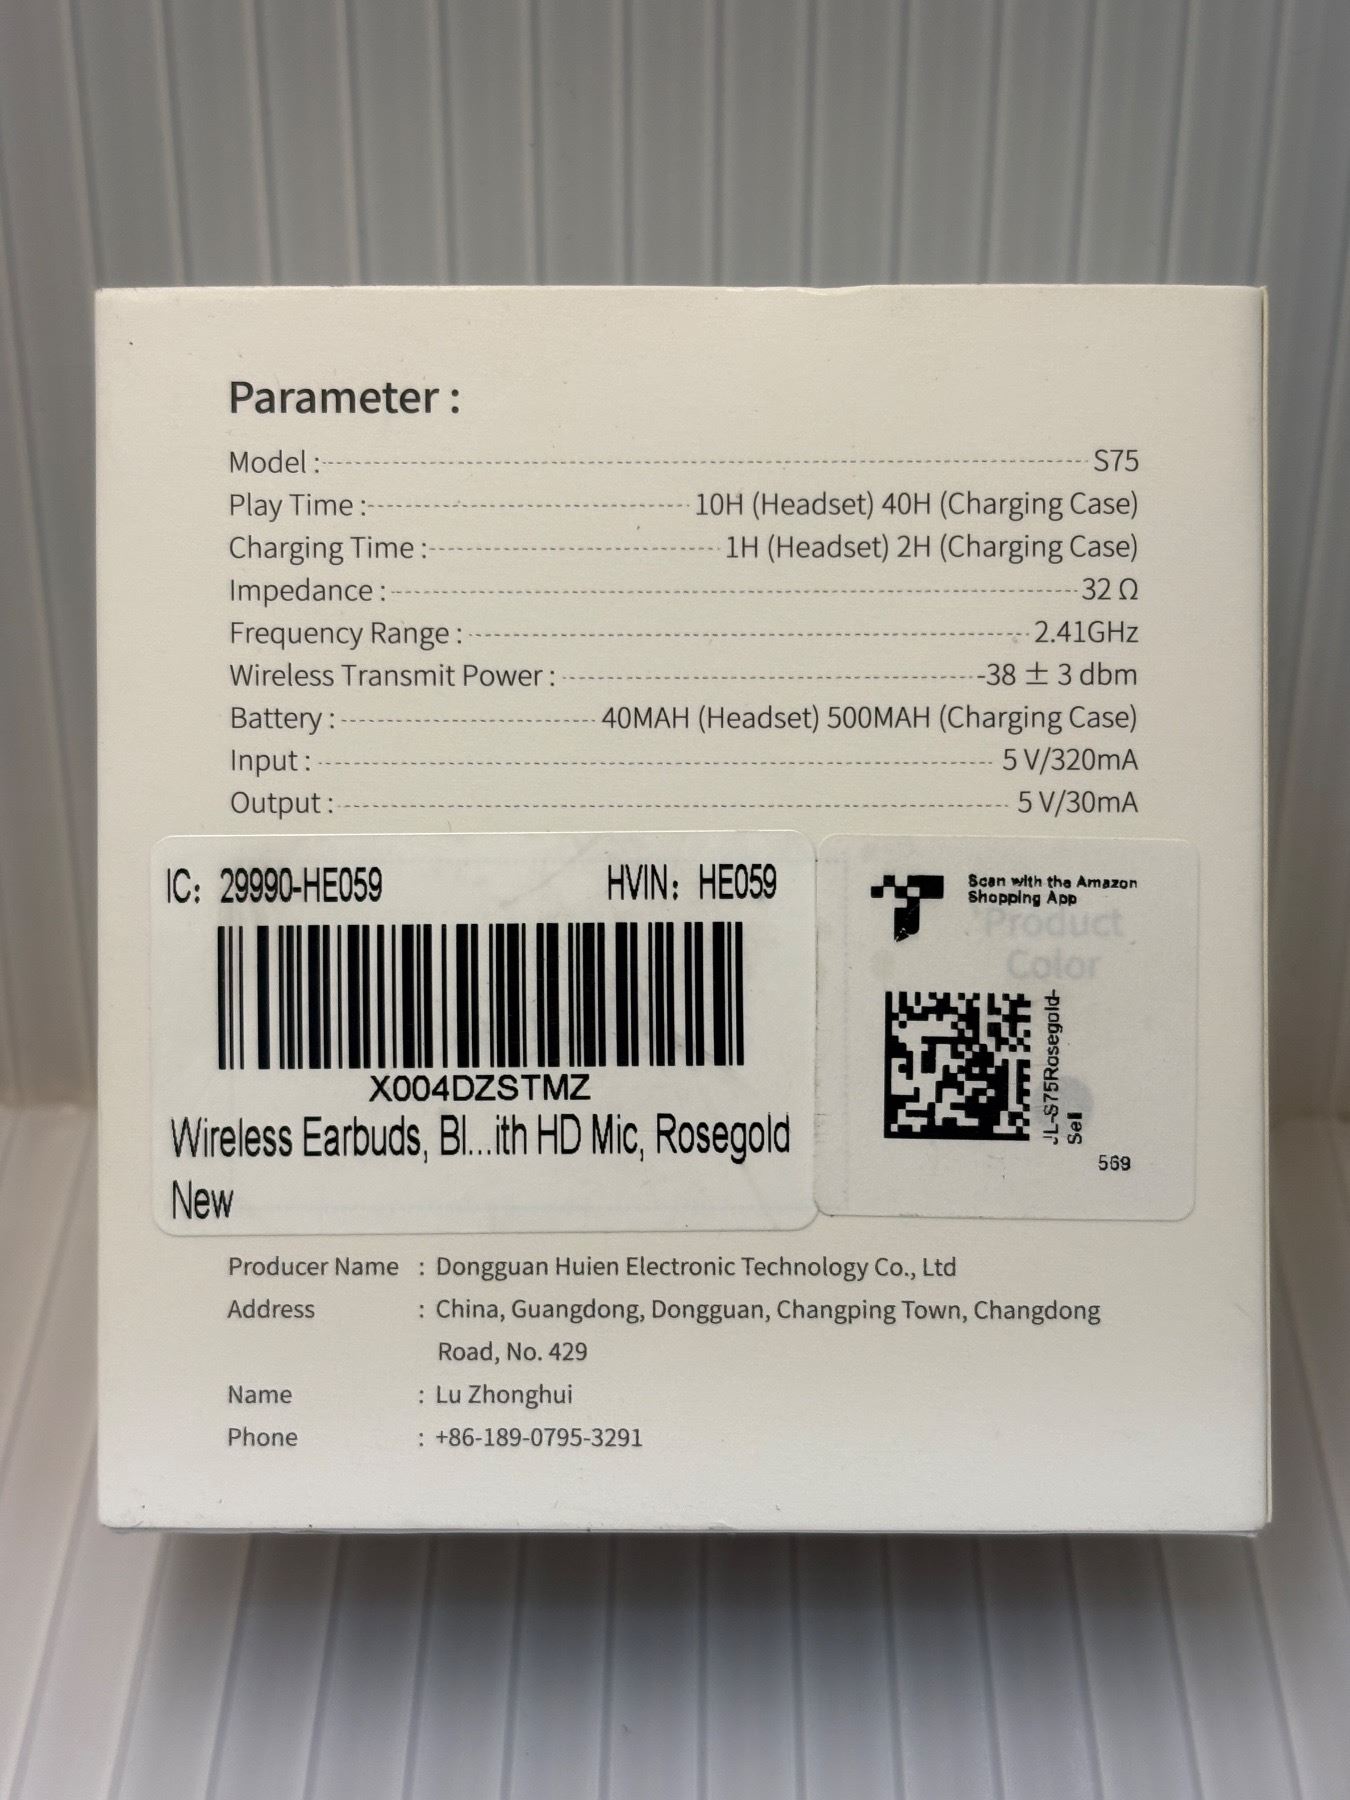 Parameter :
Model : S75
Play Time : 10H (Headset) 40H (Charging Case)
Charging Time : 1H (Headset) 2H (Charging Case)
Impedance : 32 Ω
Frequency Range : 2.41GHz
Wireless Transmit Power : -38 ± 3 dbm
Battery : 40MAH (Headset) 500MAH (Charging Case)
Input : 5 V/320mA
Output : 5 V/30mA
IC: 29990-HE059 HVIN: HE059
X004DZSTMZ
Wireless Earbuds, Bl...ith HD Mic, Rosegold
New
Scan with the Amazon
Shopping App
Product
Color
JL-S75Rosegold-
Sel
569
Producer Name : Dongguan Huien Electronic Technology Co., Ltd
Address : China, Guangdong, Dongguan, Changping Town, Changdong
Road, No. 429
Name : Lu Zhonghui
Phone : +86-189-0795-3291